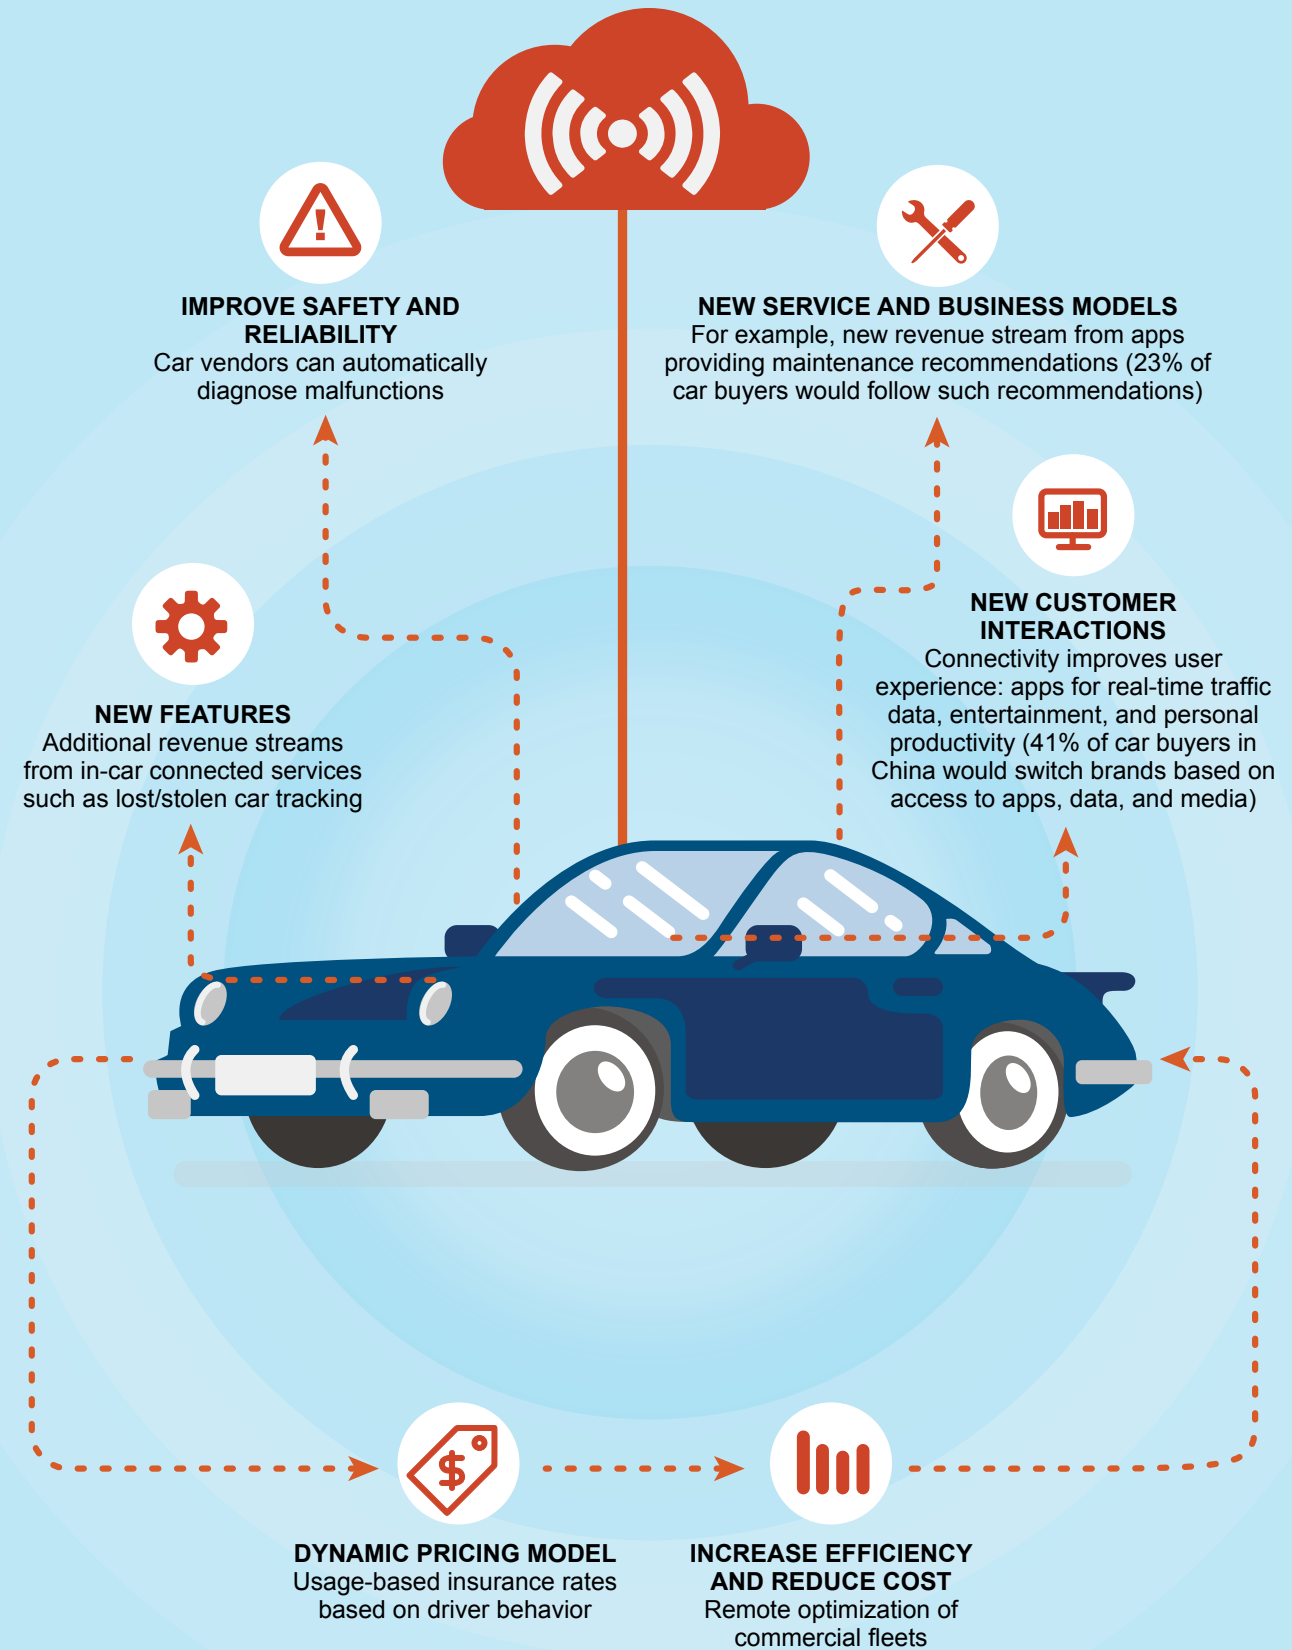 IMPROVE SAFETY AND
RELIABILITY
Car vendors can automatically
diagnose malfunctions
NEW SERVICE AND BUSINESS MODELS
For example, new revenue stream from apps
providing maintenance recommendations (23% of
car buyers would follow such recommendations)
NEW CUSTOMER
INTERACTIONS
Connectivity improves user
experience: apps for real-time traffic
data, entertainment, and personal
productivity (41% of car buyers in
China would switch brands based on
access to apps, data, and media)
NEW FEATURES
Additional revenue streams
from in-car connected services
such as lost/stolen car tracking
DYNAMIC PRICING MODEL
Usage-based insurance rates
based on driver behavior
INCREASE EFFICIENCY
AND REDUCE COST
Remote optimization of
commercial fleets